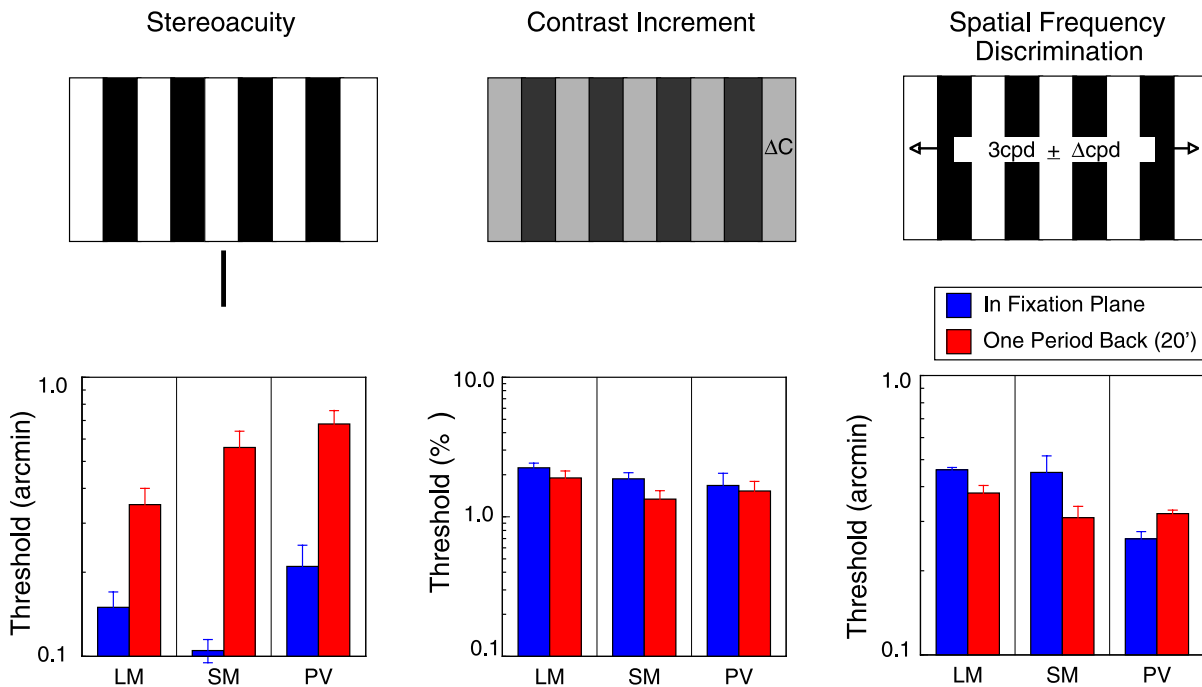 Stereoacuity
Contrast Increment
Spatial Frequency
Discrimination
ΔC
3cpd ± Δcpd
In Fixation Plane
One Period Back (20')
1.0
0.1
Threshold (arcmin)
LM SM PV
10.0
1.0
0.1
Threshold (%)
LM SM PV
1.0
0.1
Threshold (arcmin)
LM SM PV